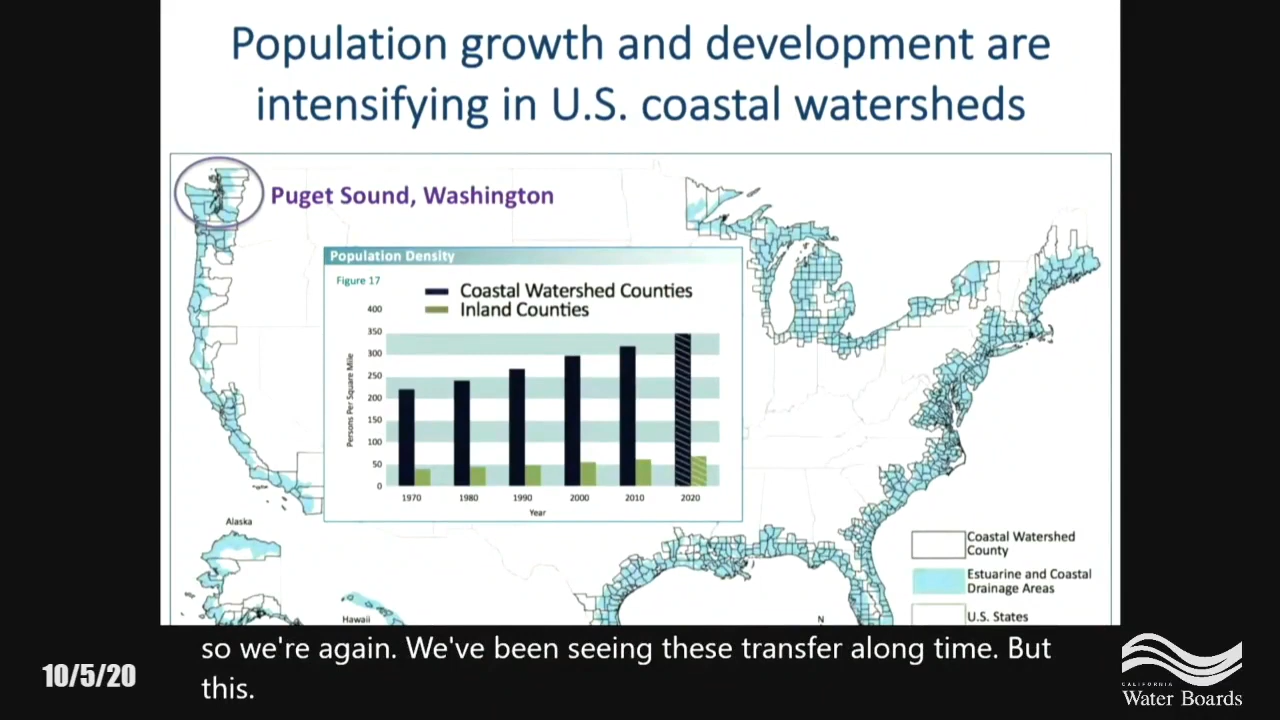 Population growth and development are
intensifying in U.S. coastal watersheds
Puget Sound, Washington
Population Density
Figure 17
Coastal Watershed Counties
Inland Counties
400
350
300
250
200
150
100
50
0
Persons Per Square Mile
1970 1980 1990 2000 2010 2020
Year
Alaska
Hawaii
N
Coastal Watershed
County
Estuarine and Coastal
Drainage Areas
U.S. States
so we're again. We've been seeing these transfer along time. But
this.
10/5/20
CALIFORNIA
Water Boards